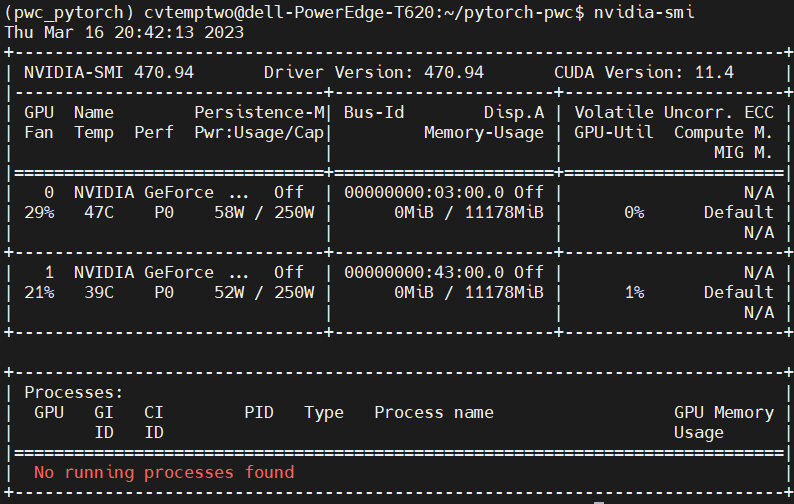 (pwc_pytorch) cvtemptwo@dell-PowerEdge-T620:~/pytorch-pwc$ nvidia-smi
Thu Mar 16 20:42:13 2023
+-----------------------------------------------------------------------------+
| NVIDIA-SMI 470.94       Driver Version: 470.94       CUDA Version: 11.4     |
|-------------------------------+----------------------+----------------------+
| GPU  Name        Persistence-M| Bus-Id        Disp.A | Volatile Uncorr. ECC |
| Fan  Temp  Perf  Pwr:Usage/Cap|         Memory-Usage | GPU-Util  Compute M. |
|                               |                      |               MIG M. |
|===============================+======================+======================|
|   0  NVIDIA GeForce ...  Off  | 00000000:03:00.0 Off |                  N/A |
| 29%   47C    P0    58W / 250W |      0MiB / 11178MiB |      0%      Default |
|                               |                      |                  N/A |
+-------------------------------+----------------------+----------------------+
|   1  NVIDIA GeForce ...  Off  | 00000000:43:00.0 Off |                  N/A |
| 21%   39C    P0    52W / 250W |      0MiB / 11178MiB |      1%      Default |
|                               |                      |                  N/A |
+-------------------------------+----------------------+----------------------+

+-----------------------------------------------------------------------------+
| Processes:                                                                  |
|  GPU   GI   CI        PID   Type   Process name                  GPU Memory |
|        ID   ID                                                   Usage      |
|=============================================================================|
|  No running processes found                                                 |
+-----------------------------------------------------------------------------+